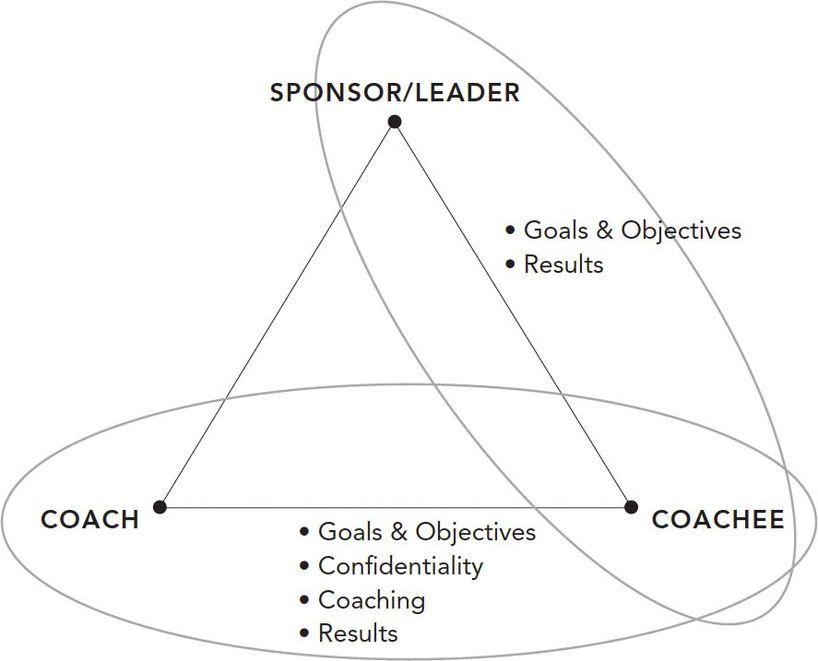 SPONSOR/LEADER
• Goals & Objectives
• Results
COACH
COACHEE
• Goals & Objectives
• Confidentiality
• Coaching
• Results